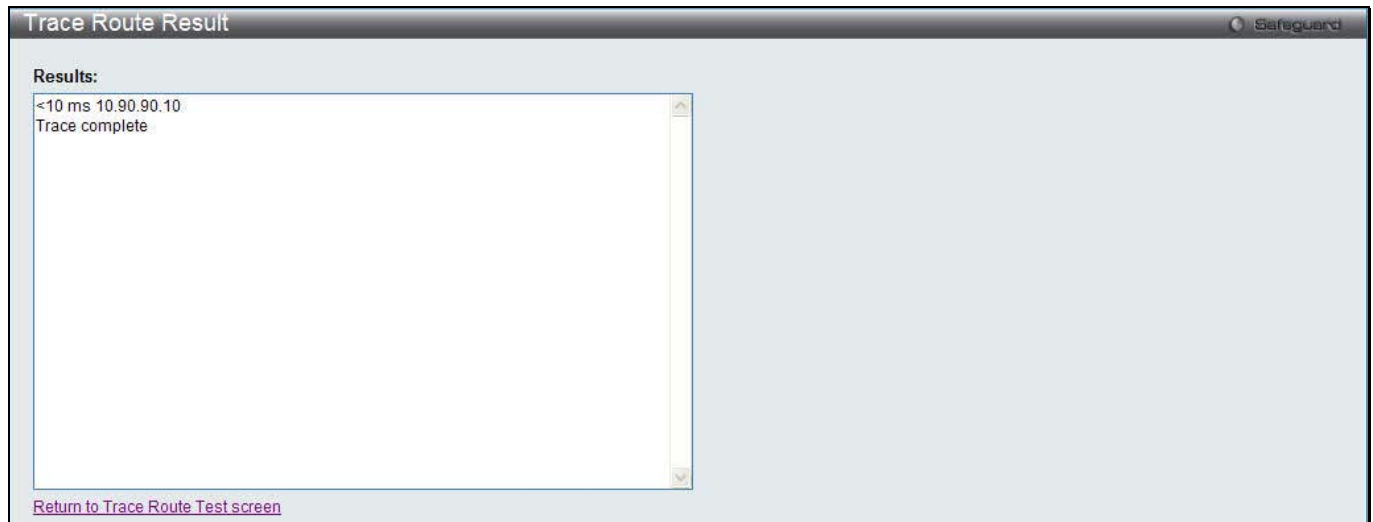 Trace Route Result
Safeguard
Results:
<10 ms 10.90.90.10
Trace complete
Return to Trace Route Test screen